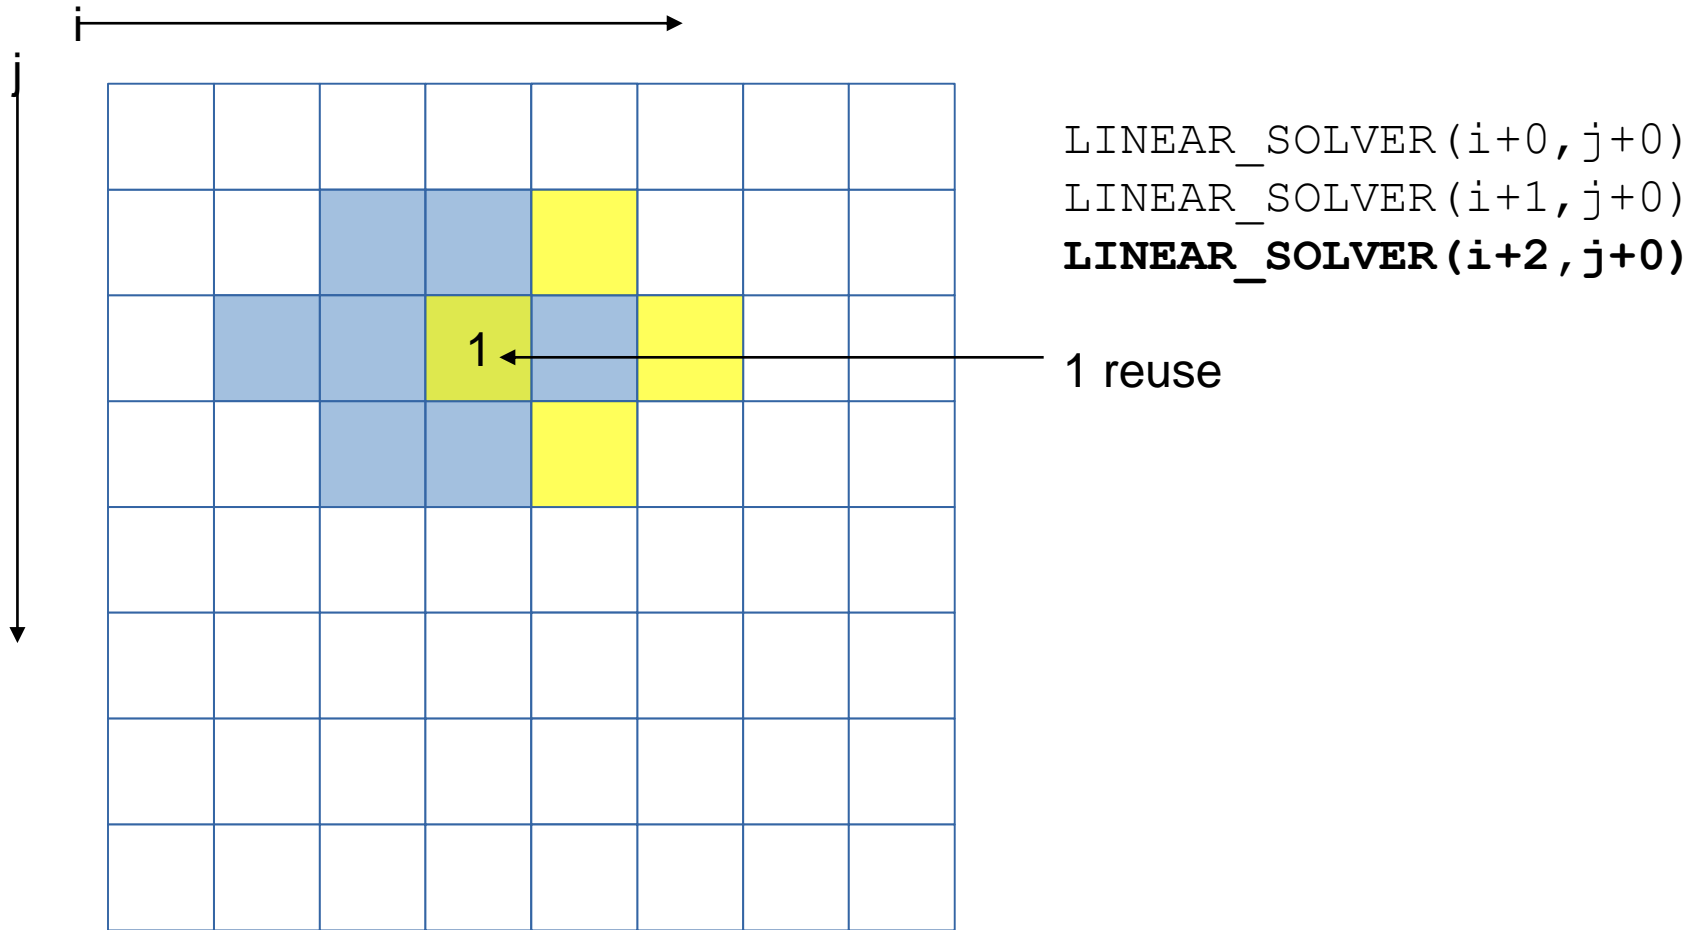 i
j
LINEAR_SOLVER(i+0,j+0)
LINEAR_SOLVER(i+1,j+0)
LINEAR_SOLVER(i+2,j+0)
1
1 reuse